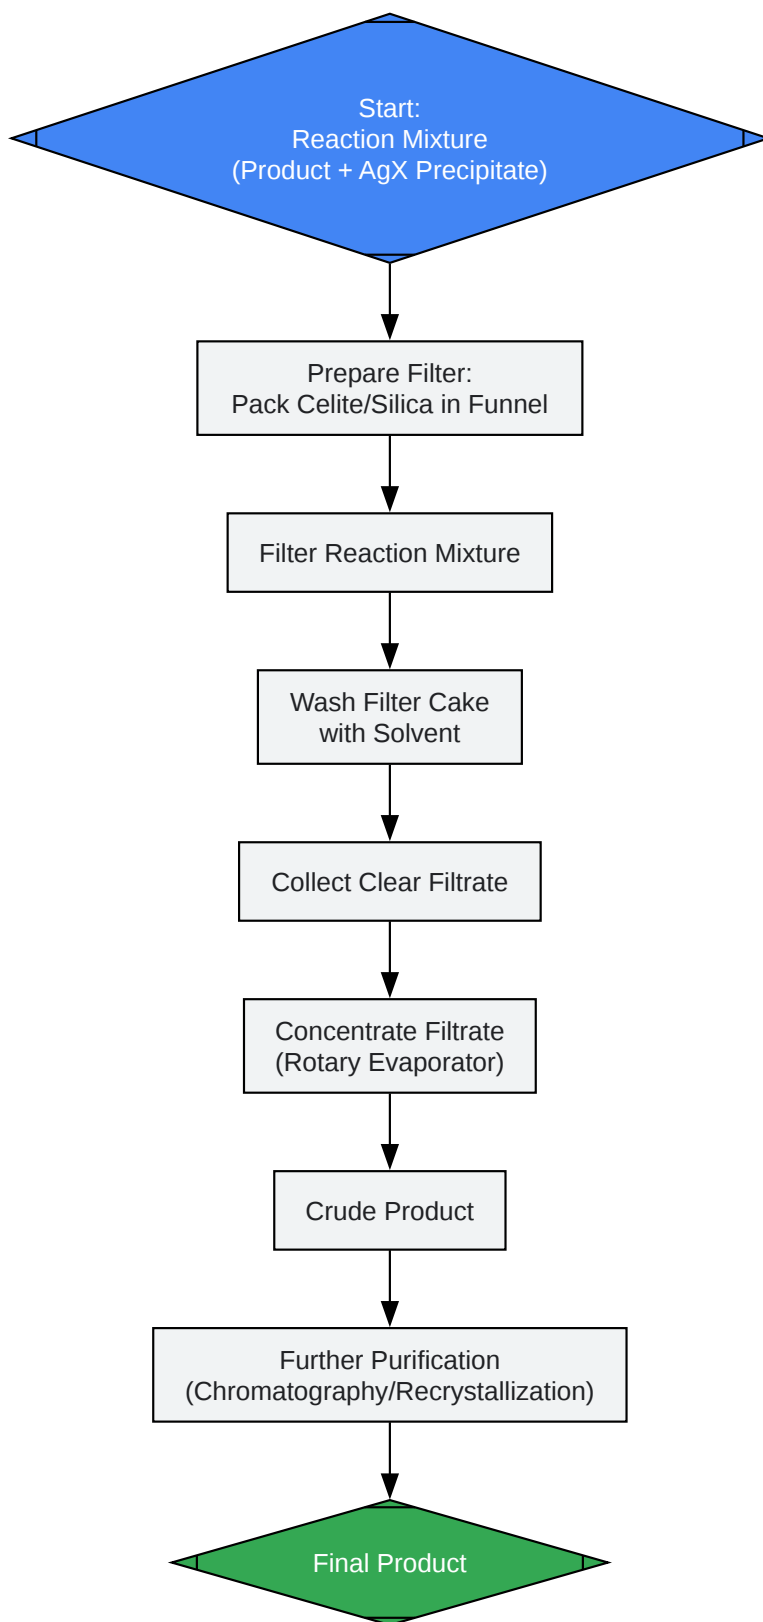 Start:
Reaction Mixture
(Product + AgX Precipitate)
Prepare Filter:
Pack Celite/Silica in Funnel
Filter Reaction Mixture
Wash Filter Cake
with Solvent
Collect Clear Filtrate
Concentrate Filtrate
(Rotary Evaporator)
Crude Product
Further Purification
(Chromatography/Recrystallization)
Final Product